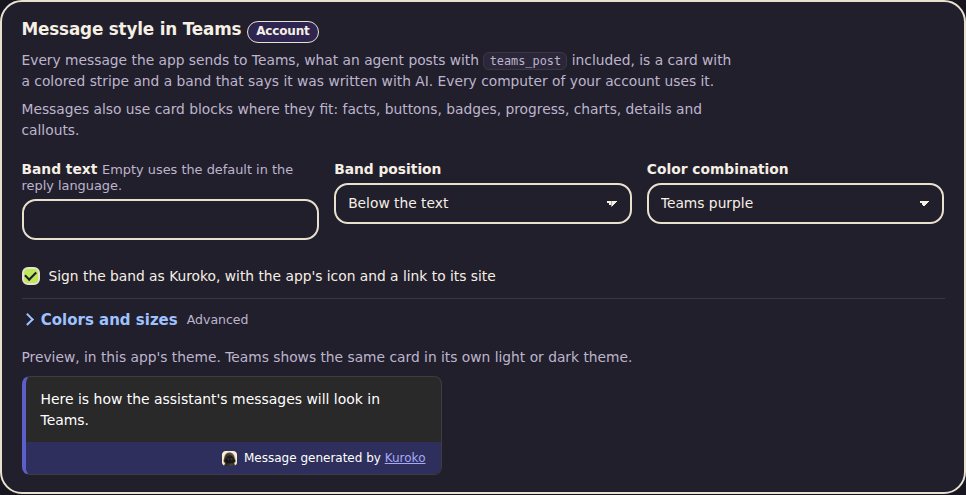 Message style in Teams Account
Every message the app sends to Teams, what an agent posts with teams_post included, is a card with
a colored stripe and a band that says it was written with AI. Every computer of your account uses it.
Messages also use card blocks where they fit: facts, buttons, badges, progress, charts, details and
callouts.
Band text Empty uses the default in the
reply language.
Band position
Below the text
Color combination
Teams purple
Sign the band as Kuroko, with the app's icon and a link to its site
Colors and sizes Advanced
Preview, in this app's theme. Teams shows the same card in its own light or dark theme.
Here is how the assistant's messages will look in
Teams.
Message generated by Kuroko